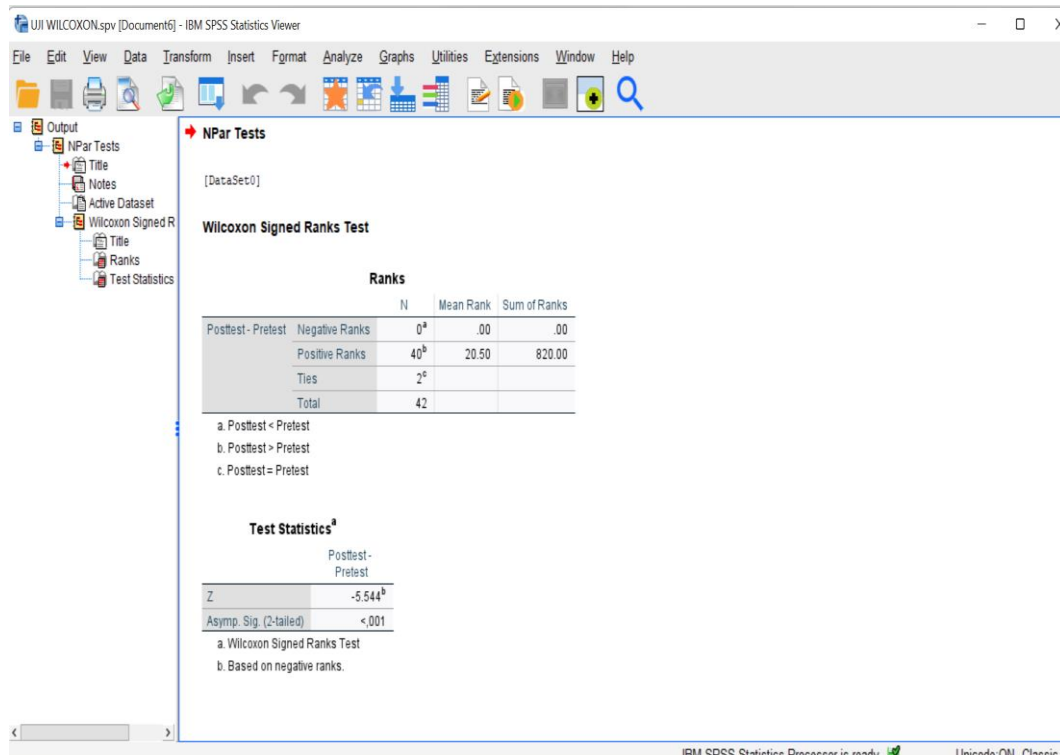 UJI WILCOXON.spv [Document6] - IBM SPSS Statistics Viewer
File Edit View Data Transform Insert Format Analyze Graphs Utilities Extensions Window Help
Output
NPar Tests
Title
Notes
Active Dataset
Wilcoxon Signed R
Title
Ranks
Test Statistics
NPar Tests
[DataSet0]
Wilcoxon Signed Ranks Test
Ranks
N Mean Rank Sum of Ranks
Posttest - Pretest Negative Ranks 0a .00 .00
Positive Ranks 40b 20.50 820.00
Ties 2c
Total 42
a. Posttest < Pretest
b. Posttest > Pretest
c. Posttest = Pretest
Test Statisticsa
Posttest -
Pretest
Z -5.544b
Asymp. Sig. (2-tailed) <,001
a. Wilcoxon Signed Ranks Test
b. Based on negative ranks.
IBM SPSS Statistics Processor is ready Unicode:ON Classic